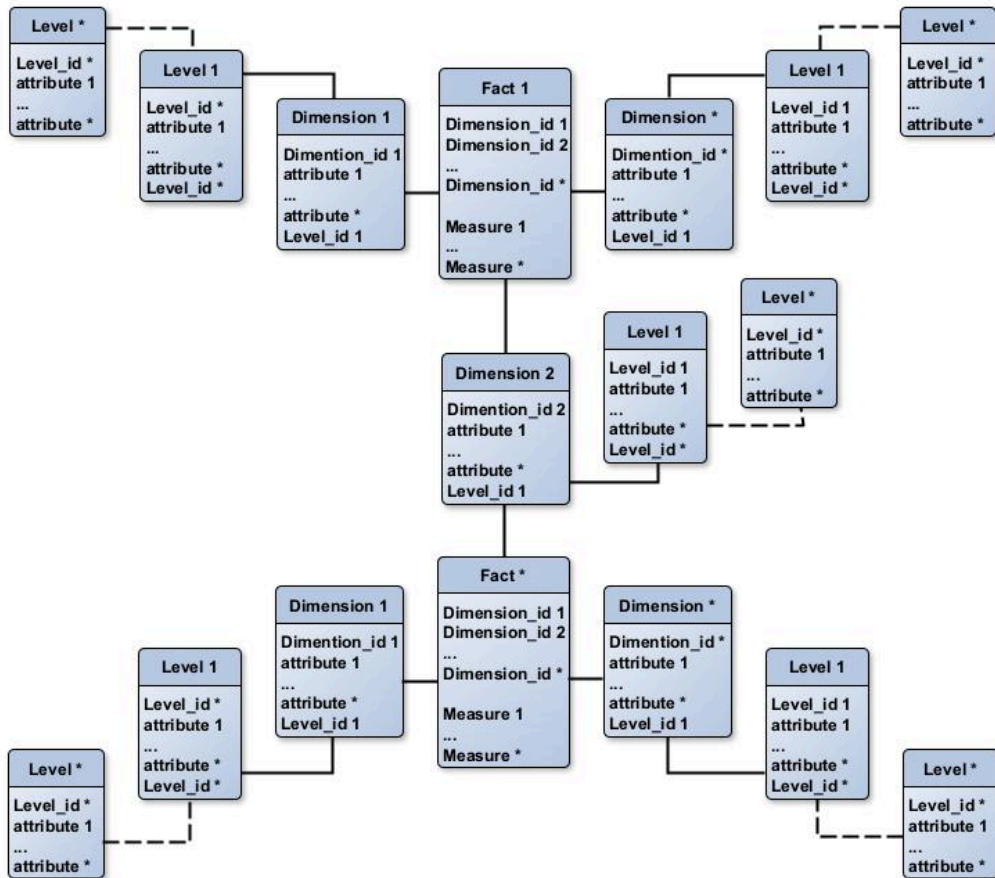 Level *
Level_id *
attribute 1
...
attribute *
Level 1
Level_id *
attribute 1
...
attribute *
Level_id *
Dimension 1
Dimention_id 1
attribute 1
...
attribute *
Level_id 1
Fact 1
Dimension_id 1
Dimension_id 2
...
Dimension_id *
Measure 1
...
Measure *
Dimension *
Dimention_id *
attribute 1
...
attribute *
Level_id 1
Level 1
Level_id 1
attribute 1
...
attribute *
Level_id *
Level *
Level_id *
attribute 1
...
attribute *
Dimension 2
Dimention_id 2
attribute 1
...
attribute *
Level_id 1
Level 1
Level_id 1
attribute 1
...
attribute *
Level_id *
Level *
Level_id *
attribute 1
...
attribute *
Level *
Level_id *
attribute 1
...
attribute *
Level 1
Level_id *
attribute 1
...
attribute *
Level_id *
Dimension 1
Dimention_id 1
attribute 1
...
attribute *
Level_id 1
Fact *
Dimension_id 1
Dimension_id 2
...
Dimension_id *
Measure 1
...
Measure *
Dimension *
Dimention_id *
attribute 1
...
attribute *
Level_id 1
Level 1
Level_id 1
attribute 1
...
attribute *
Level_id *
Level *
Level_id *
attribute 1
...
attribute *